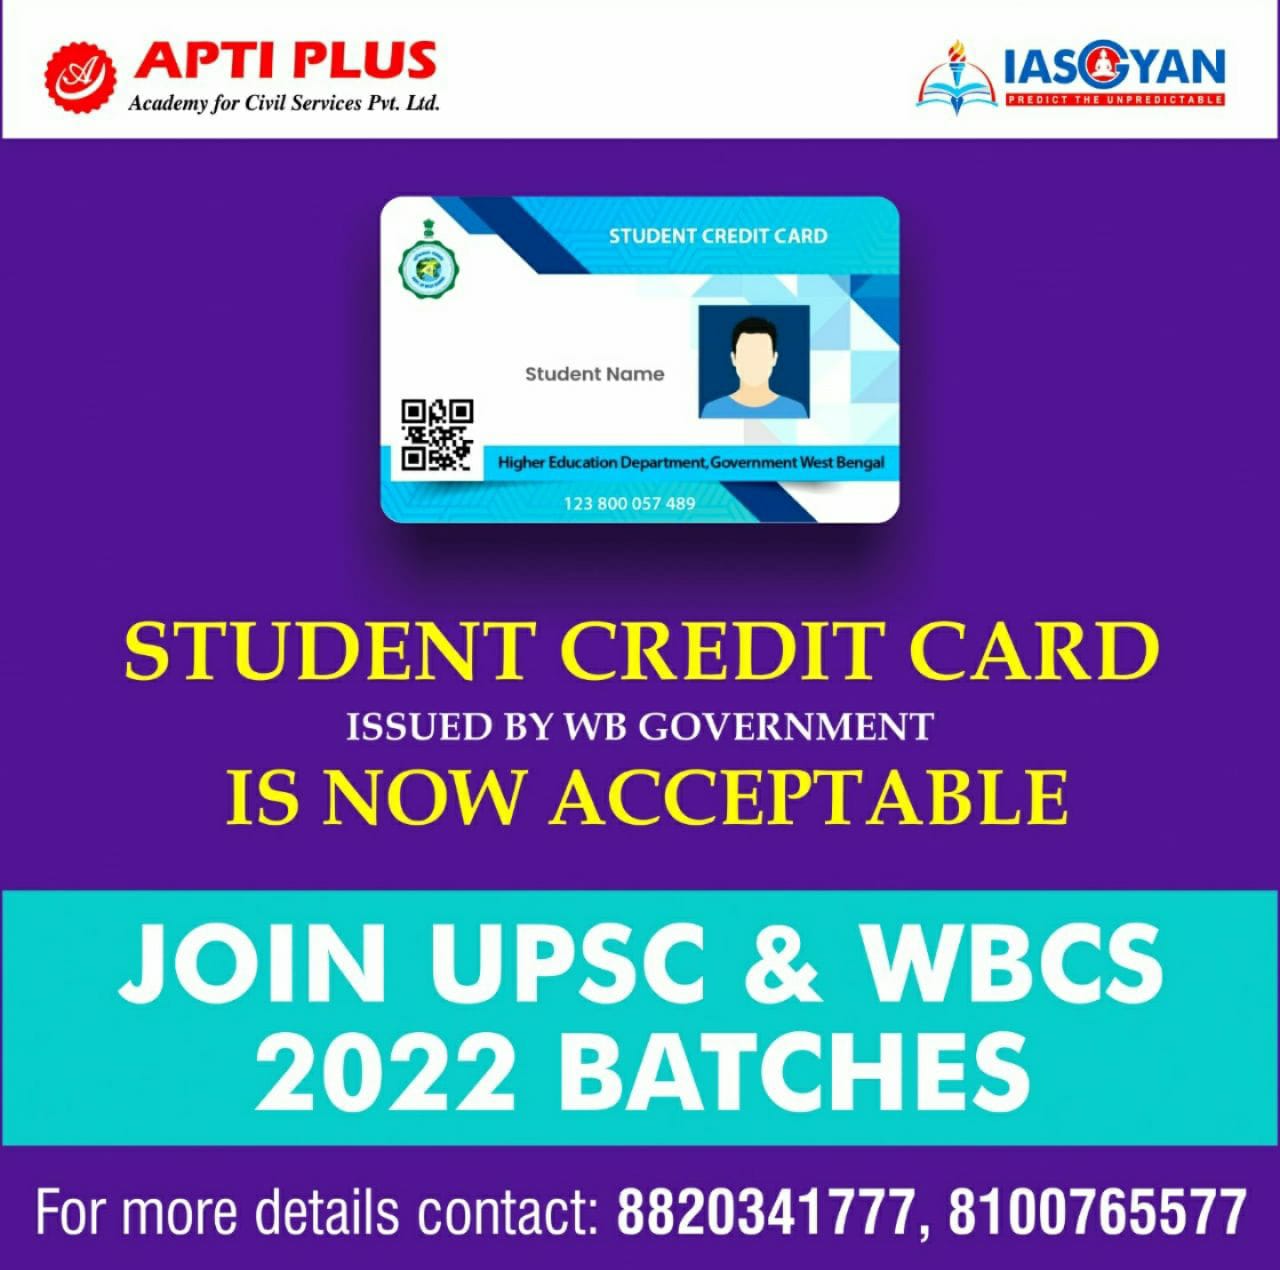 APTI PLUS
Academy for Civil Services Pvt. Ltd.
IASGYAN
PREDICT THE UNPREDICTABLE
STUDENT CREDIT CARD
Student Name
Higher Education Department, Government West Bengal
123 800 057 489
STUDENT CREDIT CARD
ISSUED BY WB GOVERNMENT
IS NOW ACCEPTABLE
JOIN UPSC & WBCS
2022 BATCHES
For more details contact: 8820341777, 8100765577